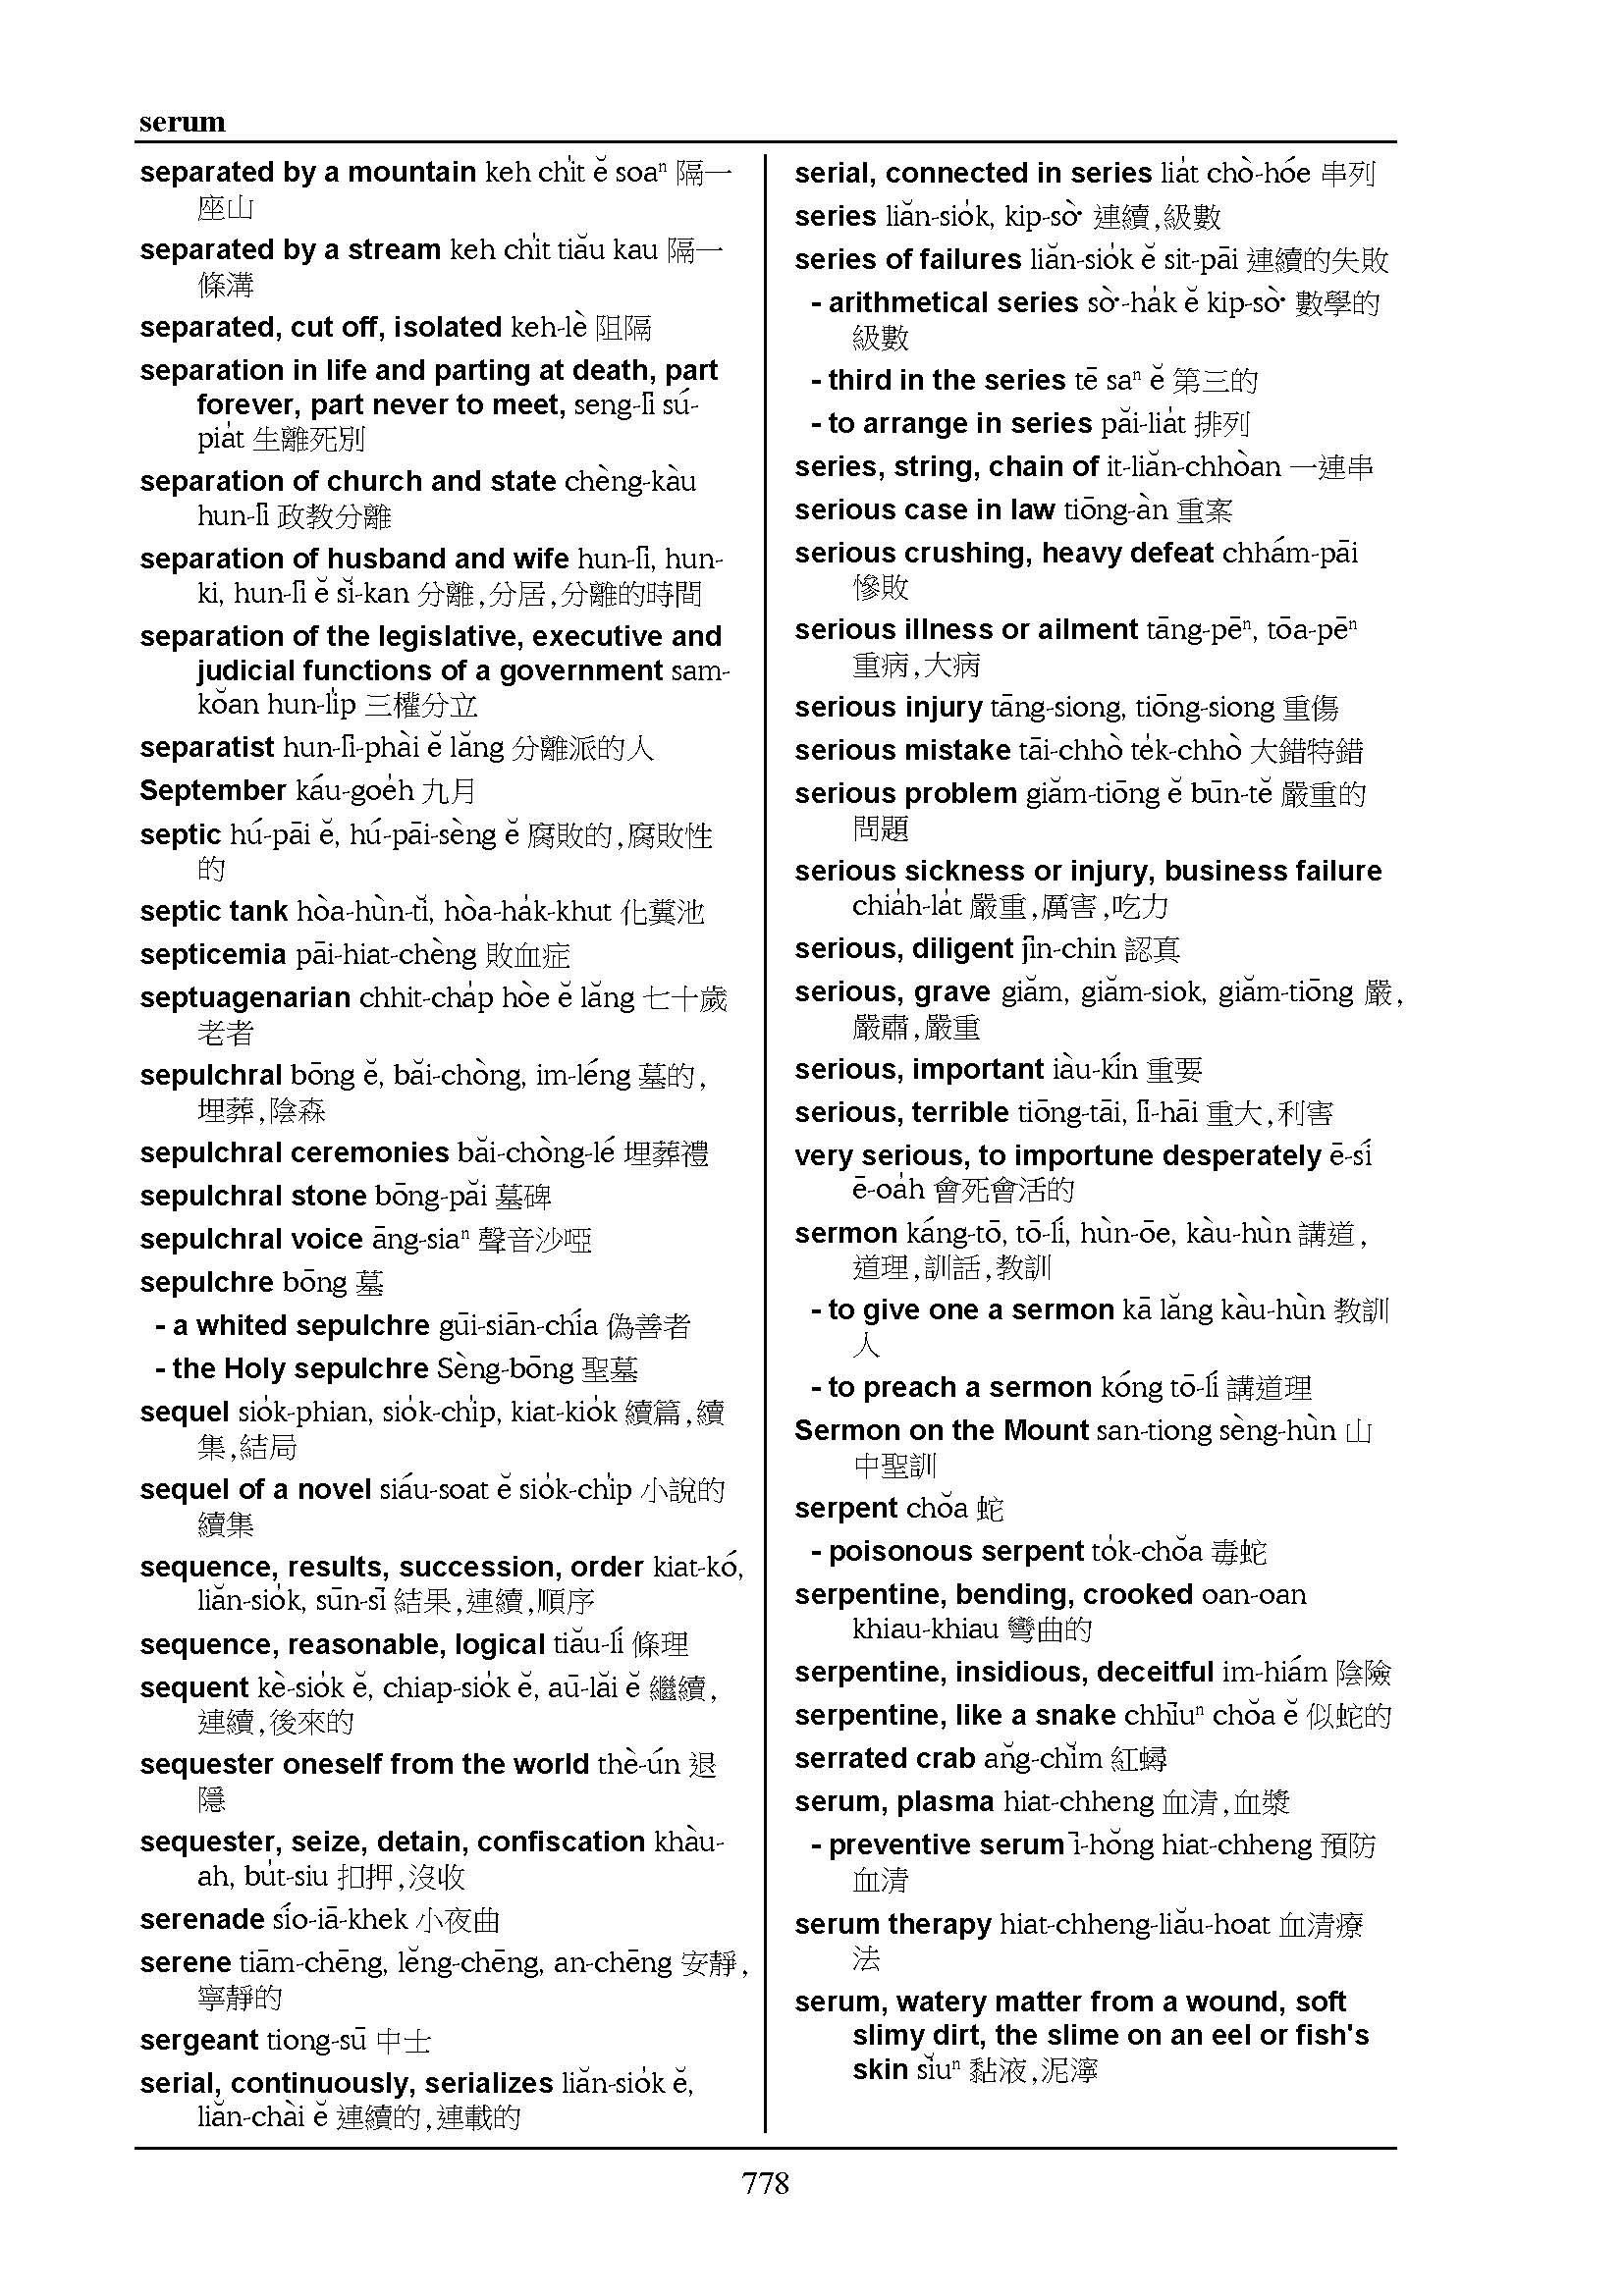 serum
separated by a mountain keh chi̍t ĕ soaⁿ 隔一
座山
separated by a stream keh chi̍t tiău kau 隔一
條溝
separated, cut off, isolated keh-lè 阻隔
separation in life and parting at death, part
forever, part never to meet, seng-lī sú-
pia̍t 生離死別
separation of church and state chèng-kàu
hun-lī 政教分離
separation of husband and wife hun-lī, hun-
ki, hun-lī ĕ sĭ-kan 分離,分居,分離的時間
separation of the legislative, executive and
judicial functions of a government sam-
kŏan hun-li̍p 三權分立
separatist hun-lī-phài ĕ lăng 分離派的人
September káu-goe̍h 九月
septic hú-pāi ĕ, hú-pāi-sèng ĕ 腐敗的,腐敗性
的
septic tank hòa-hùn-tĭ, hòa-ha̍k-khut 化糞池
septicemia pāi-hiat-chèng 敗血症
septuagenarian chhit-cha̍p hòe ĕ lăng 七十歲
老者
sepulchral bōng ĕ, băi-chòng, im-léng 墓的,
埋葬,陰森
sepulchral ceremonies băi-chòng-lé 埋葬禮
sepulchral stone bōng-păi 墓碑
sepulchral voice āng-siaⁿ 聲音沙啞
sepulchre bōng 墓
- a whited sepulchre gūi-siān-chía 偽善者
- the Holy sepulchre Sèng-bōng 聖墓
sequel sio̍k-phian, sio̍k-chi̍p, kiat-kio̍k 續篇,續
集,結局
sequel of a novel siáu-soat ĕ sio̍k-chi̍p 小說的
續集
sequence, results, succession, order kiat-kó,
liăn-sio̍k, sūn-sī 結果,連續,順序
sequence, reasonable, logical tiău-lí 條理
sequent kè-sio̍k ĕ, chiap-sio̍k ĕ, aū-lăi ĕ 繼續,
連續,後來的
sequester oneself from the world thè-ún 退
隱
sequester, seize, detain, confiscation khàu-
ah, bu̍t-siu 扣押,沒收
serenade sío-iā-khek 小夜曲
serene tiām-chēng, lĕng-chēng, an-chēng 安靜,
寧靜的
sergeant tiong-sū 中士
serial, continuously, serializes liăn-sio̍k ĕ,
liăn-chài ĕ 連續的,連載的
serial, connected in series lia̍t chò-hóe 串列
series liăn-sio̍k, kip-sò͘ 連續,級數
series of failures liăn-sio̍k ĕ sit-pāi 連續的失敗
- arithmetical series sò͘-ha̍k ĕ kip-sò͘ 數學的
級數
- third in the series tē saⁿ ĕ 第三的
- to arrange in series păi-lia̍t 排列
series, string, chain of it-liăn-chhòan 一連串
serious case in law tiōng-àn 重案
serious crushing, heavy defeat chhám-pāi
慘敗
serious illness or ailment tāng-pēⁿ, tōa-pēⁿ
重病,大病
serious injury tāng-siong, tiōng-siong 重傷
serious mistake tāi-chhò te̍k-chhò 大錯特錯
serious problem giăm-tiōng ĕ būn-tĕ 嚴重的
問題
serious sickness or injury, business failure
chia̍h-la̍t 嚴重,厲害,吃力
serious, diligent jīn-chin 認真
serious, grave giăm, giăm-siok, giăm-tiōng 嚴,
嚴肅,嚴重
serious, important iàu-kín 重要
serious, terrible tiōng-tāi, lī-hāi 重大,利害
very serious, to importune desperately ē-sí
ē-oa̍h 會死會活的
sermon káng-tō, tō-lí, hùn-ōe, kàu-hùn 講道,
道理,訓話,教訓
- to give one a sermon kā lăng kàu-hùn 教訓
人
- to preach a sermon kóng tō-lí 講道理
Sermon on the Mount san-tiong sèng-hùn 山
中聖訓
serpent chŏa 蛇
- poisonous serpent to̍k-chŏa 毒蛇
serpentine, bending, crooked oan-oan
khiau-khiau 彎曲的
serpentine, insidious, deceitful im-hiám 陰險
serpentine, like a snake chhīuⁿ chŏa ĕ 似蛇的
serrated crab ăng-chĭm 紅蟳
serum, plasma hiat-chheng 血清,血漿
- preventive serum ī-hŏng hiat-chheng 預防
血清
serum therapy hiat-chheng-liău-hoat 血清療
法
serum, watery matter from a wound, soft
slimy dirt, the slime on an eel or fish's
skin sĭuⁿ 黏液,泥濘
778